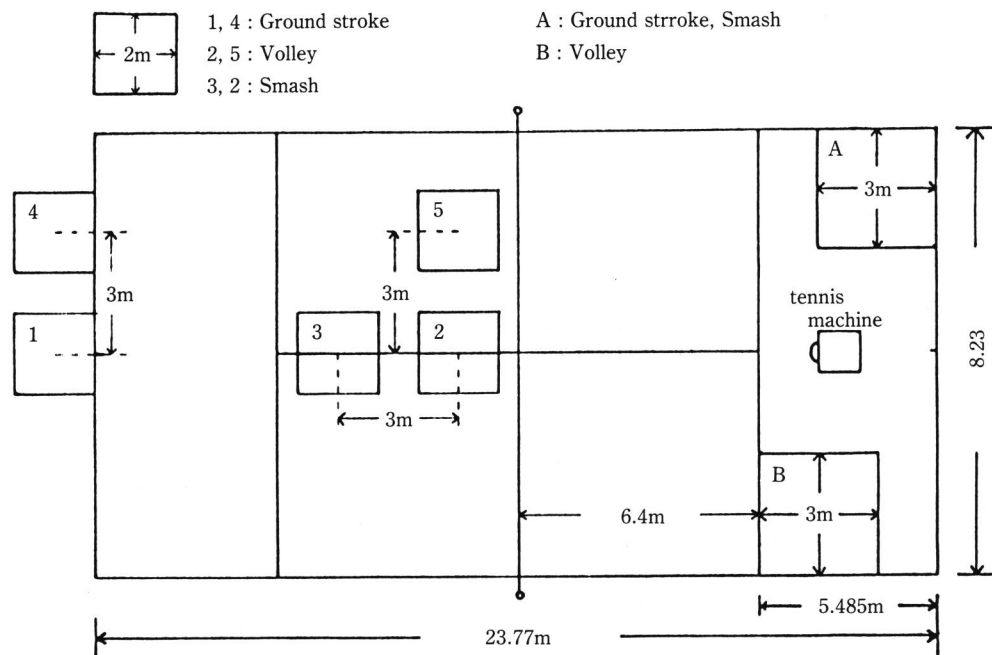 2m
1, 4 : Ground stroke
2, 5 : Volley
3, 2 : Smash
A : Ground strroke, Smash
B : Volley
4
5
A
3m
3m
3m
tennis
machine
1
3
2
8.23
3m
B
6.4m
3m
5.485m
23.77m